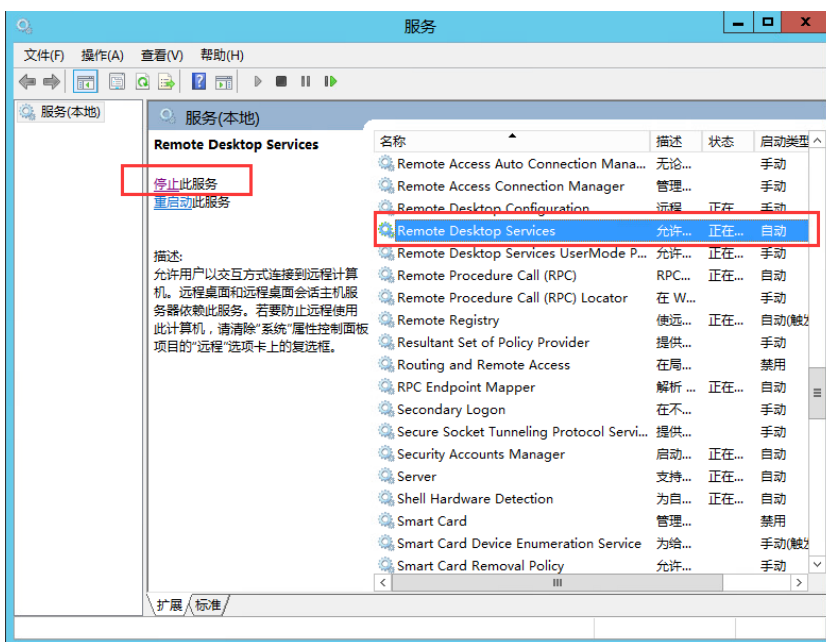 服务
文件(F) 操作(A) 查看(V) 帮助(H)
服务(本地)
服务(本地)
Remote Desktop Services
停止此服务
重启动此服务
描述:
允许用户以交互方式连接到远程计算
机。远程桌面和远程桌面会话主机服
务器依赖此服务。若要防止远程使用
此计算机，请清除"系统"属性控制面板
项目的"远程"选项卡上的复选框。
名称 描述 状态 启动类型
Remote Access Auto Connection Mana... 无论... 手动
Remote Access Connection Manager 管理... 手动
Remote Desktop Configuration 远程... 正在... 手动
Remote Desktop Services 允许... 正在... 自动
Remote Desktop Services UserMode P... 允许... 正在... 手动
Remote Procedure Call (RPC) RPC... 正在... 自动
Remote Procedure Call (RPC) Locator 在 W... 手动
Remote Registry 使远... 正在... 自动(触发
Resultant Set of Policy Provider 提供... 手动
Routing and Remote Access 在局... 禁用
RPC Endpoint Mapper 解析 ... 正在... 自动
Secondary Logon 在不... 手动
Secure Socket Tunneling Protocol Servi... 提供... 手动
Security Accounts Manager 启动... 正在... 自动
Server 支持... 正在... 自动
Shell Hardware Detection 为自... 正在... 自动
Smart Card 管理... 禁用
Smart Card Device Enumeration Service 为给... 手动(触发
Smart Card Removal Policy 允许... 手动
扩展 标准